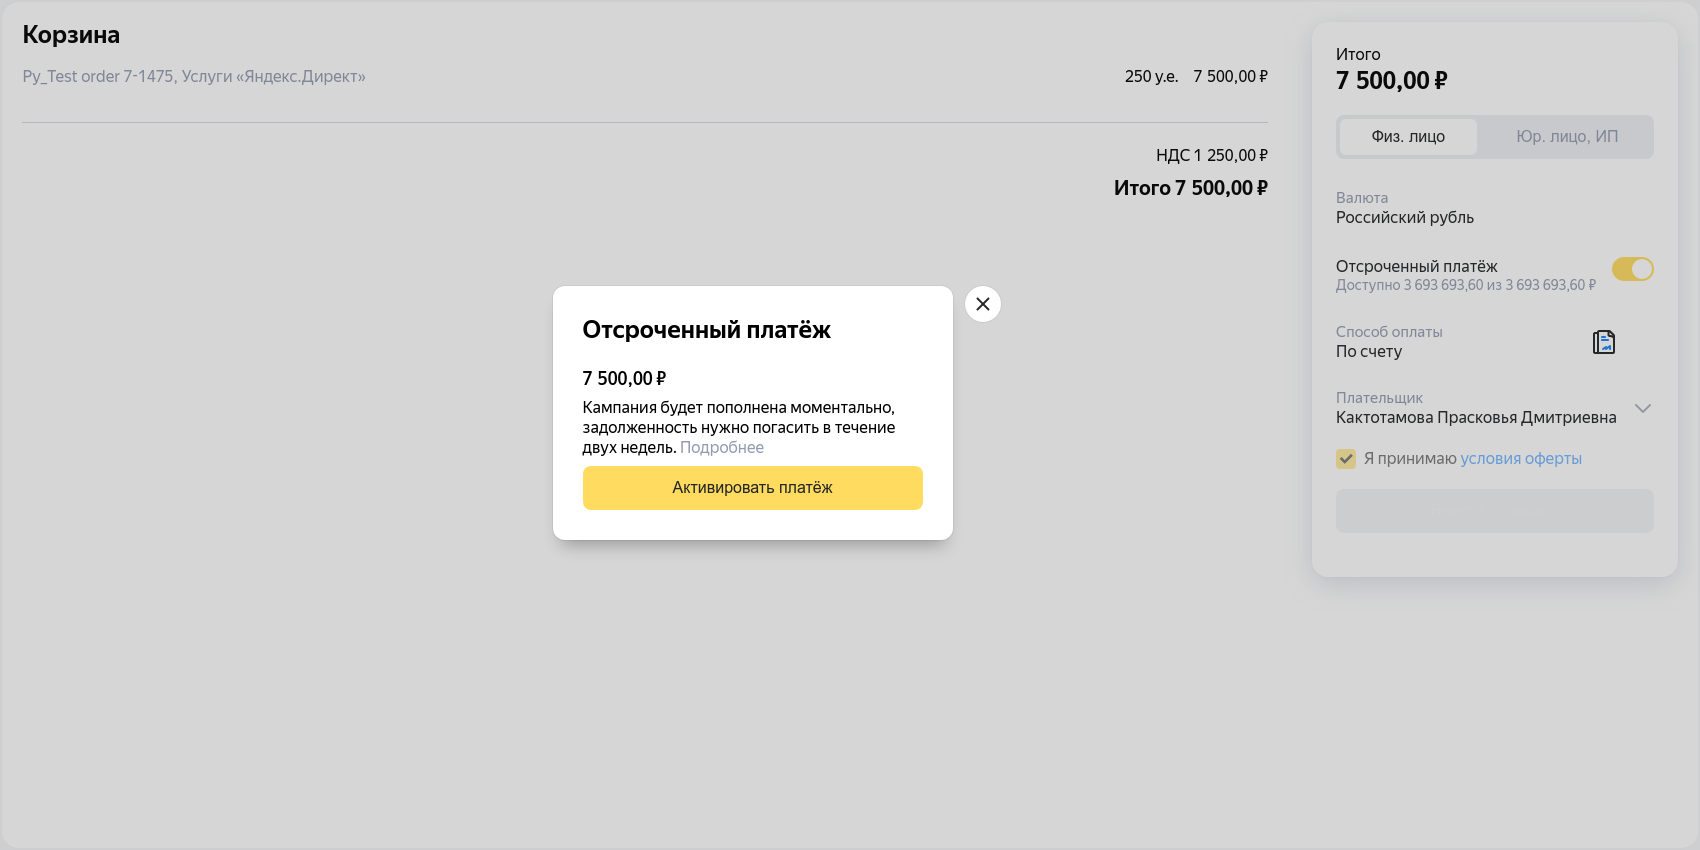 Корзина
Py_Test order 7-1475, Услуги «Яндекс.Директ»
250 у.е. 7 500,00 ₽
НДС 1 250,00 ₽
Итого 7 500,00 ₽
Отсроченный платёж
7 500,00 ₽
Кампания будет пополнена моментально,
задолженность нужно погасить в течение
двух недель. Подробнее
Активировать платёж
Итого
7 500,00 ₽
Физ. лицо
Юр. лицо, ИП
Валюта
Российский рубль
Отсроченный платёж
Доступно 3 693 693,60 из 3 693 693,60 ₽
Способ оплаты
По счету
Плательщик
Кактотамова Прасковья Дмитриевна
Я принимаю условия оферты